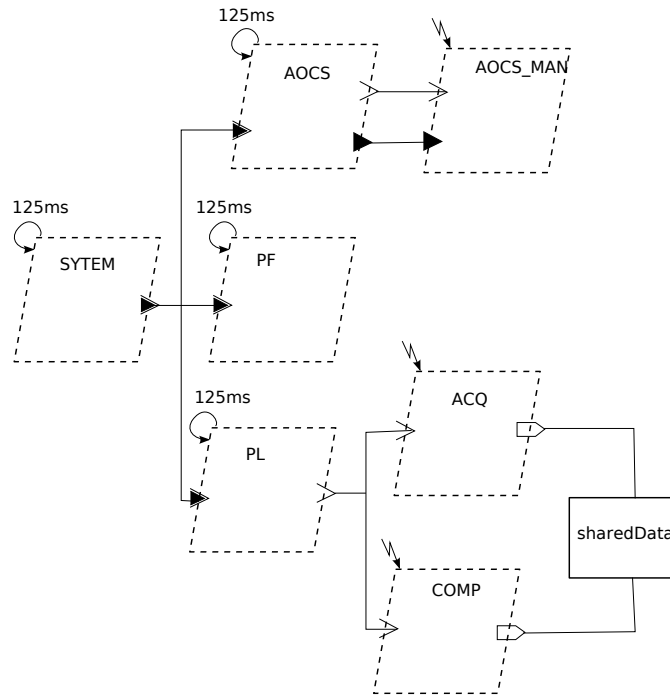 125ms
AOCS
AOCS_MAN
125ms
SYTEM
125ms
PF
125ms
PL
ACQ
sharedData
COMP